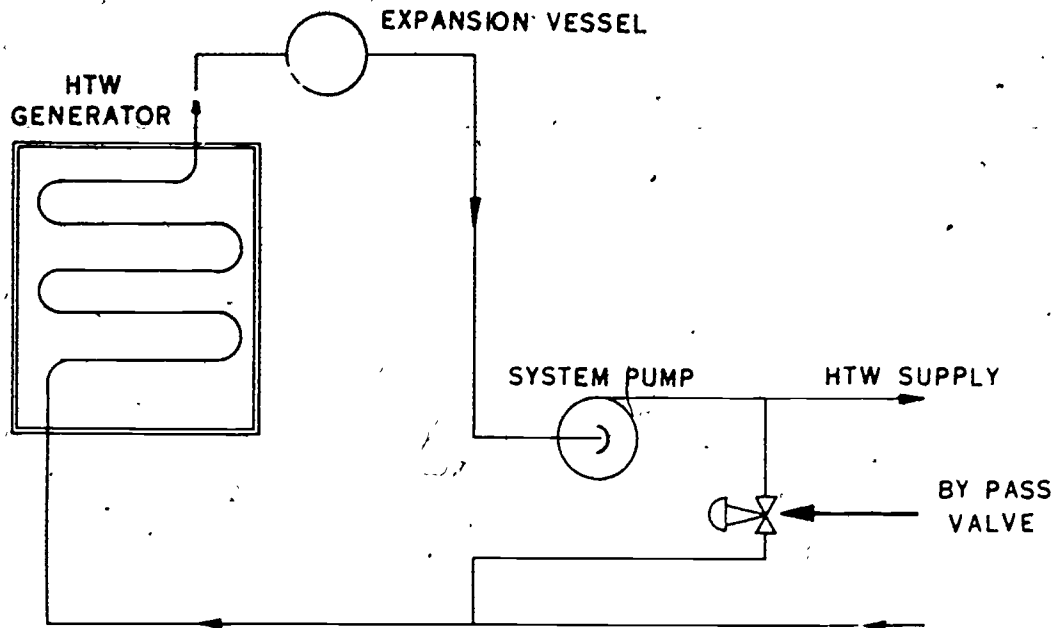 EXPANSION VESSEL
HTW
GENERATOR
SYSTEM PUMP
HTW SUPPLY
BY PASS
VALVE